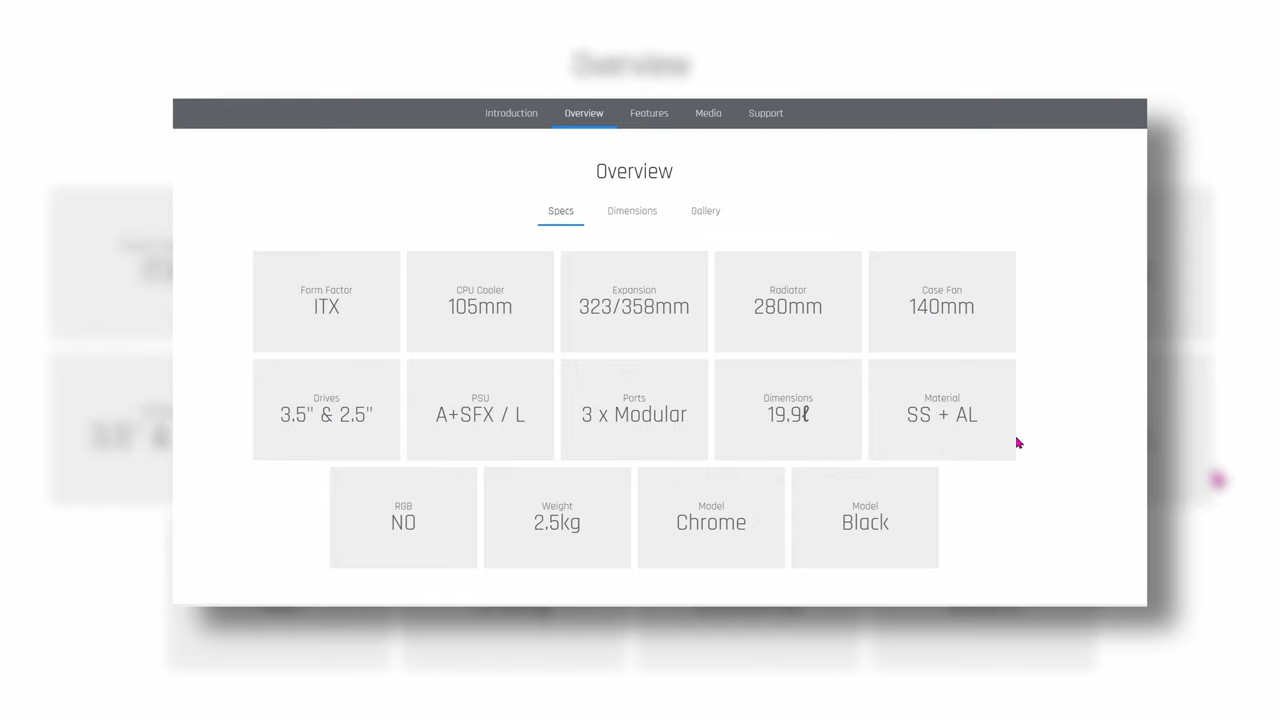 Overview
Introduction Overview Features Media Support
Overview
Specs Dimensions Gallery
Form Factor CPU Cooler Expansion Radiator Case Fan
ITX 105mm 323/358mm 280mm 140mm
Drives PSU Ports Dimensions Material
3.5" & 2.5" A+SFX / L 3 x Modular 19.9ℓ SS + AL
RGB Weight Model Model
NO 2.5kg Chrome Black